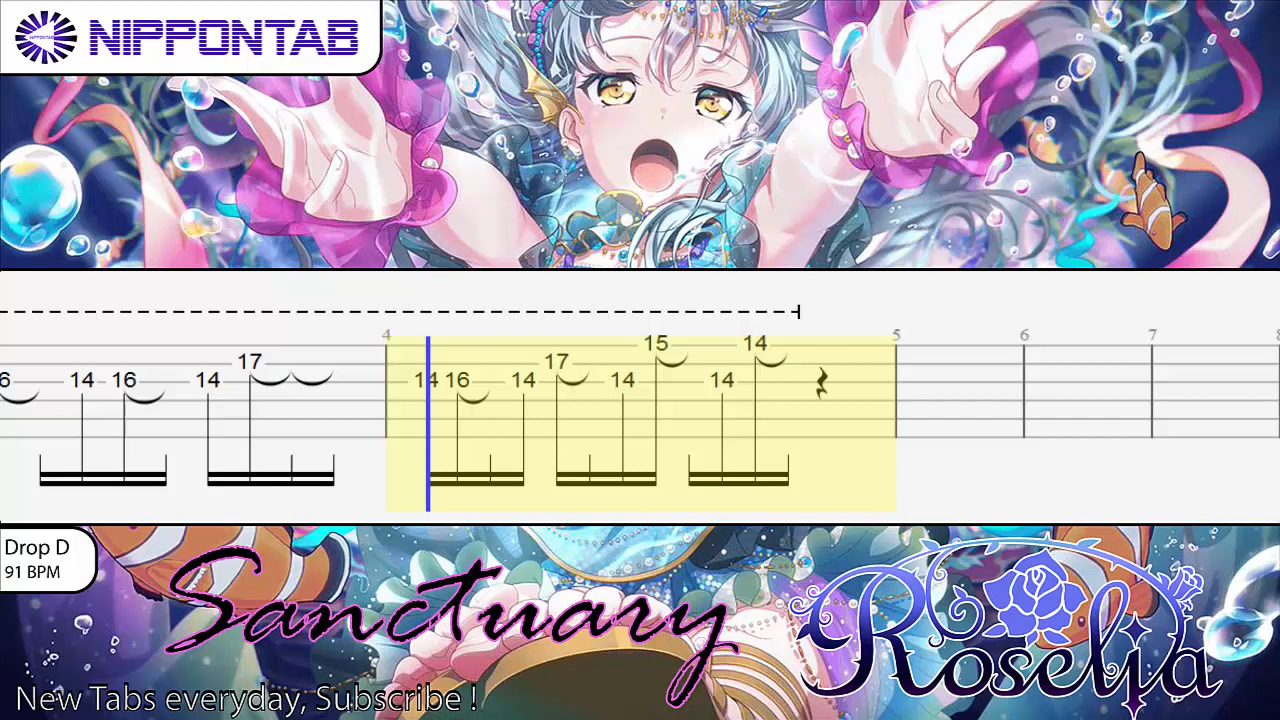 NIPPONTAB
NIPPONTAB
4 5 6 7 8
15 14
17 17
6 14 16 14 14 16 14 14 14
Drop D
91 BPM
Sanctuary
Roselia
New Tabs everyday, Subscribe !